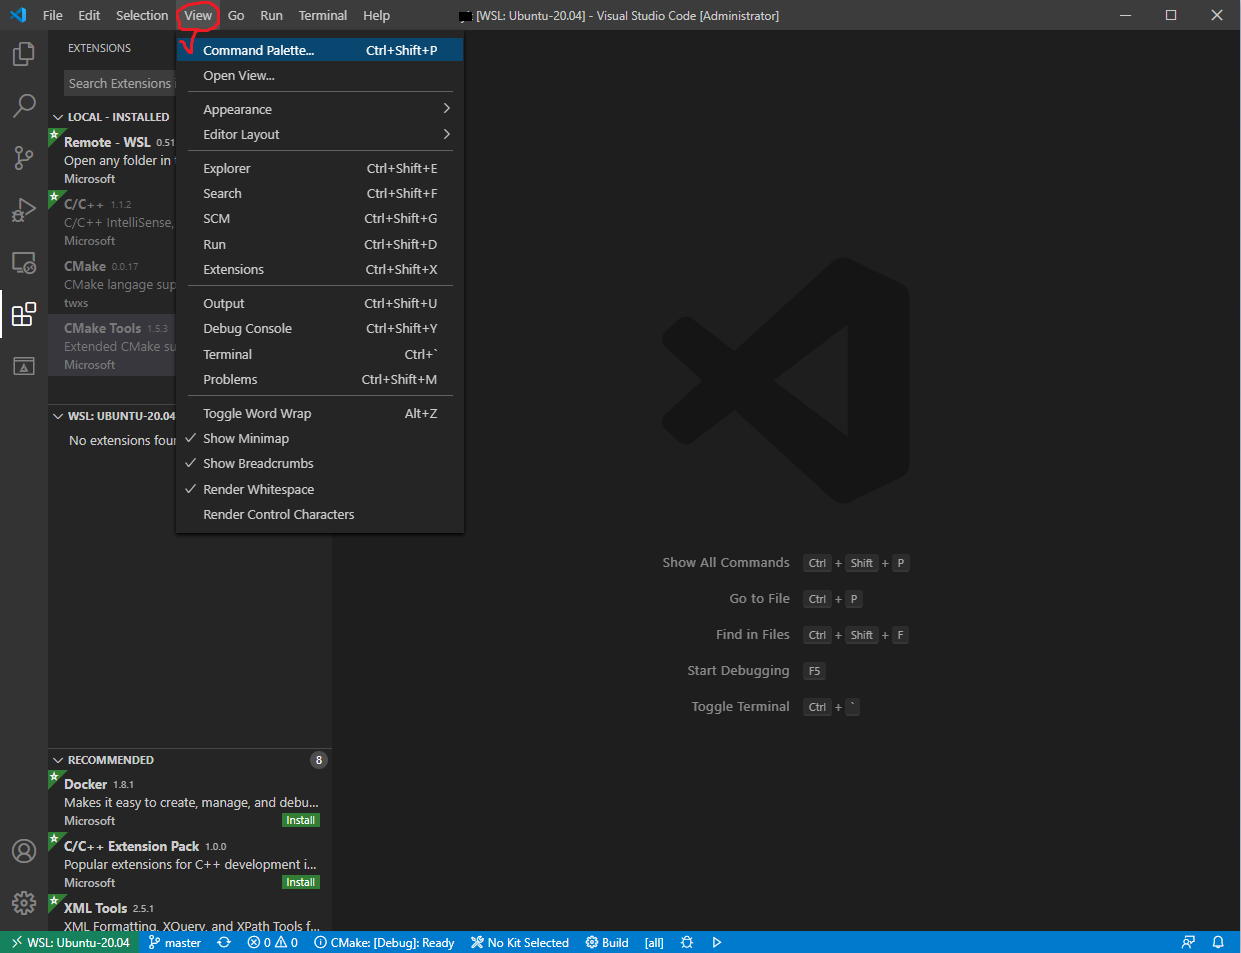 File Edit Selection View Go Run Terminal Help
[WSL: Ubuntu-20.04] - Visual Studio Code [Administrator]
EXTENSIONS
Search Extensions
LOCAL - INSTALLED
Remote - WSL 0.51
Open any folder in
Microsoft
C/C++ 1.1.2
C/C++ IntelliSense,
Microsoft
CMake 0.0.17
CMake langage sup
twxs
CMake Tools 1.5.3
Extended CMake su
Microsoft
WSL: UBUNTU-20.04
No extensions foun
Command Palette... Ctrl+Shift+P
Open View...
Appearance
Editor Layout
Explorer Ctrl+Shift+E
Search Ctrl+Shift+F
SCM Ctrl+Shift+G
Run Ctrl+Shift+D
Extensions Ctrl+Shift+X
Output Ctrl+Shift+U
Debug Console Ctrl+Shift+Y
Terminal Ctrl+`
Problems Ctrl+Shift+M
Toggle Word Wrap Alt+Z
Show Minimap
Show Breadcrumbs
Render Whitespace
Render Control Characters
Show All Commands Ctrl + Shift + P
Go to File Ctrl + P
Find in Files Ctrl + Shift + F
Start Debugging F5
Toggle Terminal Ctrl + `
RECOMMENDED 8
Docker 1.8.1
Makes it easy to create, manage, and debu...
Microsoft Install
C/C++ Extension Pack 1.0.0
Popular extensions for C++ development i...
Microsoft Install
XML Tools 2.5.1
XML Formatting, XQuery, and XPath Tools f...
WSL: Ubuntu-20.04 master 0 0 CMake: [Debug]: Ready No Kit Selected Build [all]